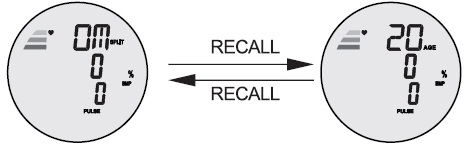 0M SPLIT
0 %
BMP
0
PULSE
RECALL
RECALL
20 AGE
0 %
BMP
0
PULSE